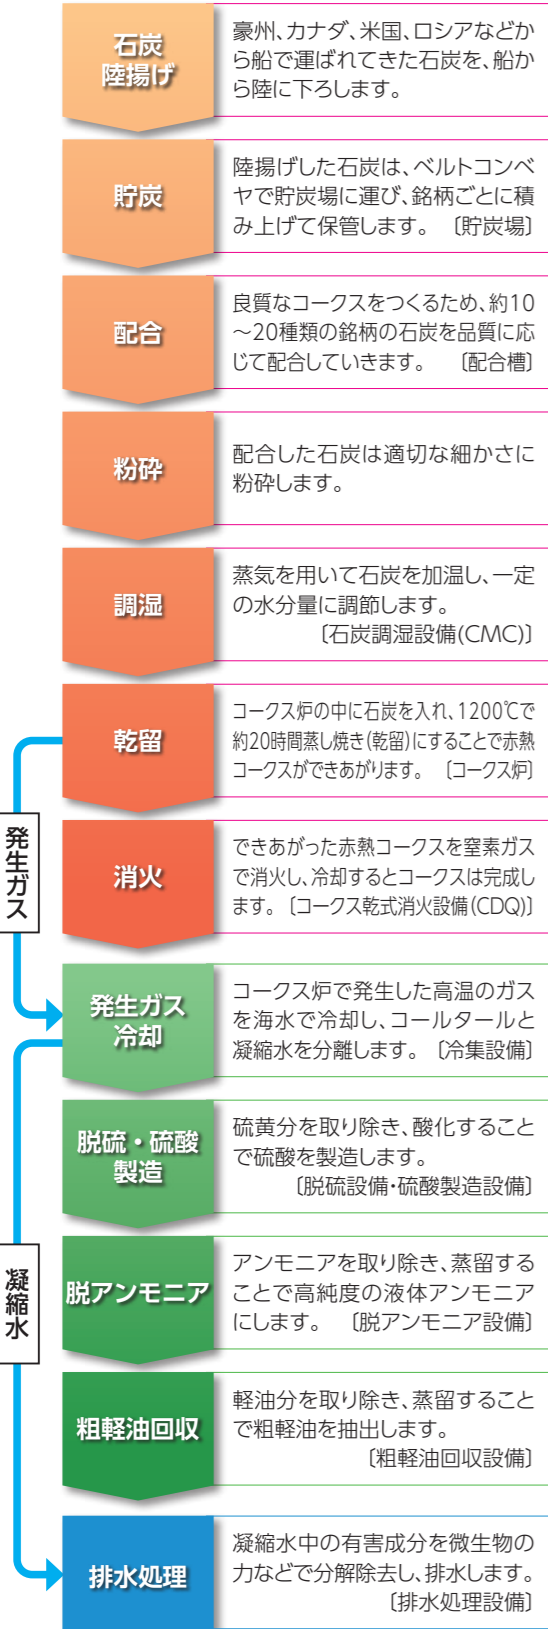 石炭
陸揚げ
豪州、カナダ、米国、ロシアなどか
ら船で運ばれてきた石炭を、船か
ら陸に下ろします。
貯炭
陸揚げした石炭は、ベルトコンベ
ヤで貯炭場に運び、銘柄ごとに積
み上げて保管します。 〔貯炭場〕
配合
良質なコークスをつくるため、約10
～20種類の銘柄の石炭を品質に応
じて配合していきます。 〔配合槽〕
粉砕
配合した石炭は適切な細かさに
粉砕します。
調湿
蒸気を用いて石炭を加温し、一定
の水分量に調節します。
〔石炭調湿設備(CMC)〕
乾留
コークス炉の中に石炭を入れ、1200℃で
約20時間蒸し焼き(乾留)にすることで赤熱
コークスができあがります。 〔コークス炉〕
発生ガス
消火
できあがった赤熱コークスを窒素ガス
で消火し、冷却するとコークスは完成し
ます。〔コークス乾式消火設備(CDQ)〕
発生ガス
冷却
コークス炉で発生した高温のガス
を海水で冷却し、コールタールと
凝縮水を分離します。〔冷集設備〕
脱硫・硫酸
製造
硫黄分を取り除き、酸化すること
で硫酸を製造します。
〔脱硫設備・硫酸製造設備〕
凝縮水
脱アンモニア
アンモニアを取り除き、蒸留する
ことで高純度の液体アンモニア
にします。 〔脱アンモニア設備〕
粗軽油回収
軽油分を取り除き、蒸留すること
で粗軽油を抽出します。
〔粗軽油回収設備〕
排水処理
凝縮水中の有害成分を微生物の
力などで分解除去し、排水します。
〔排水処理設備〕